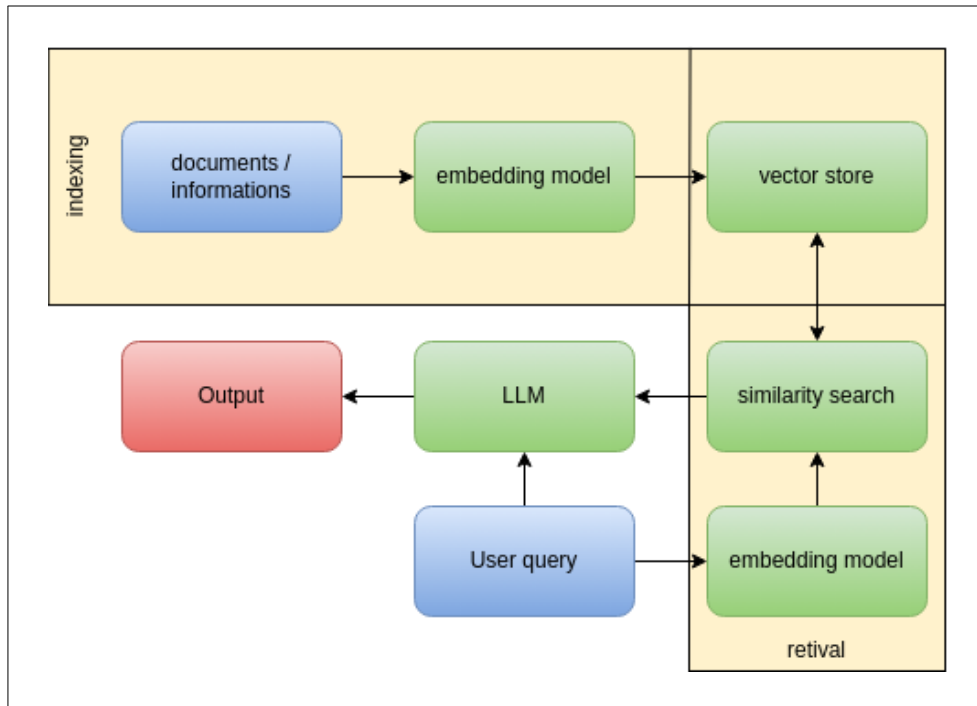 indexing
documents /
informations
embedding model
vector store
Output
LLM
similarity search
User query
embedding model
retival